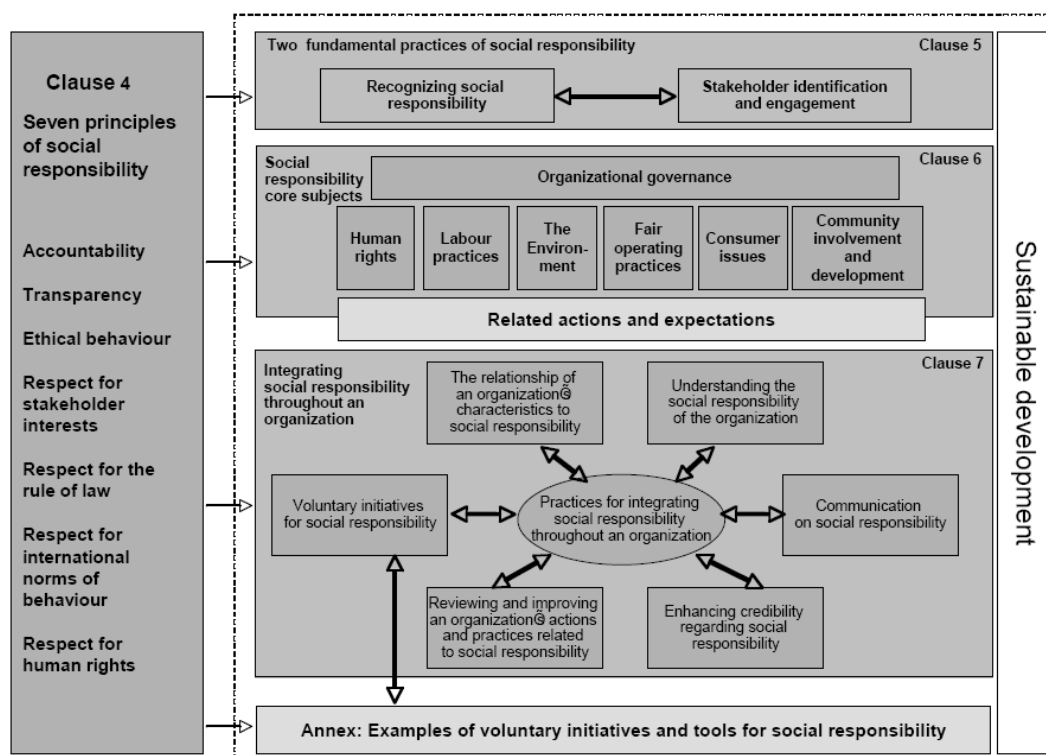 Clause 4
Seven principles
of social
responsibility
Accountability
Transparency
Ethical behaviour
Respect for
stakeholder
interests
Respect for the
rule of law
Respect for
international
norms of
behaviour
Respect for
human rights
Two fundamental practices of social responsibility
Clause 5
Recognizing social
responsibility
Stakeholder identification
and engagement
Social
responsibility
core subjects
Clause 6
Organizational governance
Human
rights
Labour
practices
The
Environ-
ment
Fair
operating
practices
Consumer
issues
Community
involvement
and
development
Related actions and expectations
Integrating
social responsibility
throughout an
organization
Clause 7
The relationship of
an organization®
characteristics to
social responsibility
Understanding the
social responsibility
of the organization
Voluntary initiatives
for social responsibility
Practices for integrating
social responsibility
throughout an organization
Communication
on social responsibility
Reviewing and improving
an organization® actions
and practices related
to social responsibility
Enhancing credibility
regarding social
responsibility
Annex: Examples of voluntary initiatives and tools for social responsibility
Sustainable development